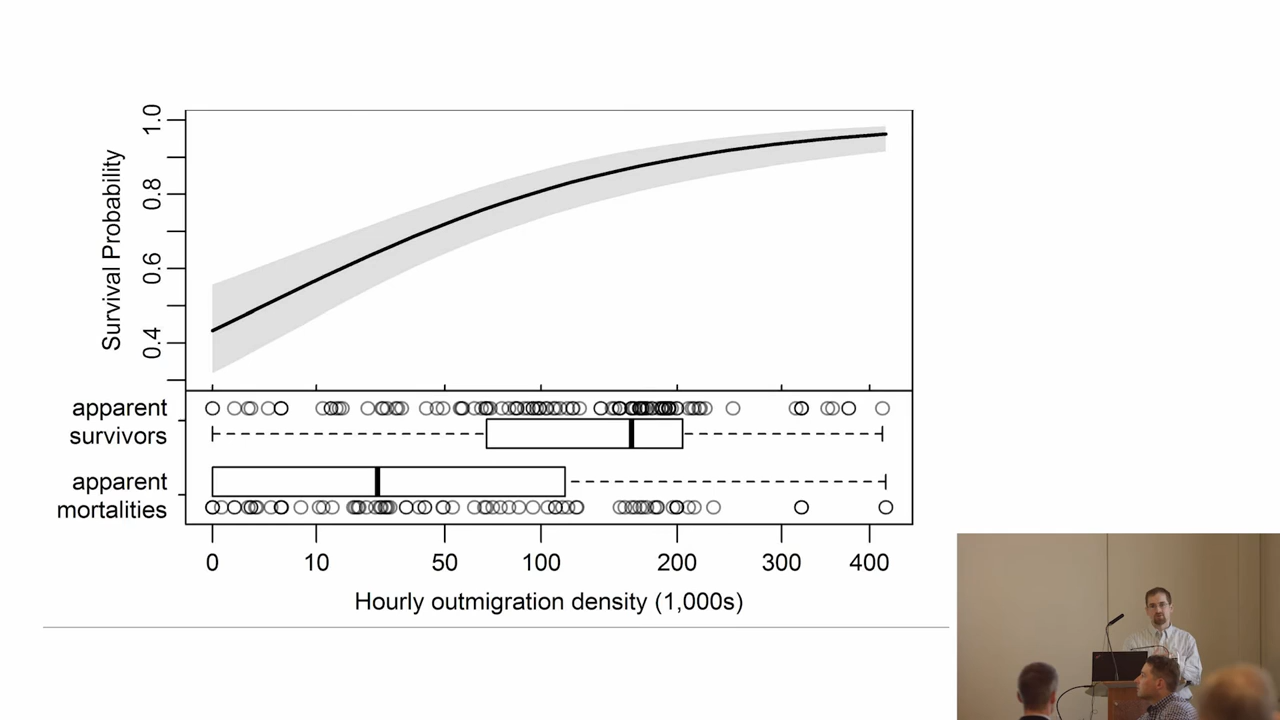 Survival Probability
1.0
0.8
0.6
0.4
apparent
survivors
apparent
mortalities
0 10 50 100 200 300 400
Hourly outmigration density (1,000s)